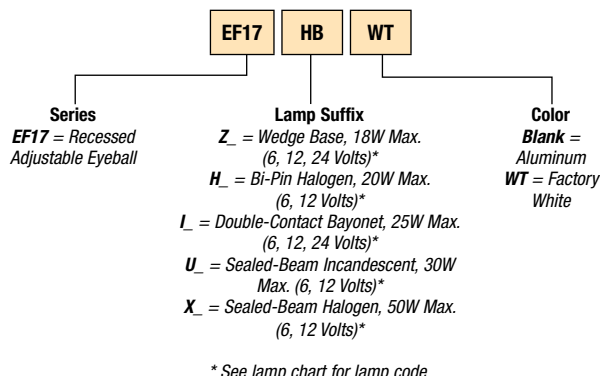 EF17 HB WT
Series
EF17 = Recessed
Adjustable Eyeball
Lamp Suffix
Z_ = Wedge Base, 18W Max.
(6, 12, 24 Volts)*
H_ = Bi-Pin Halogen, 20W Max.
(6, 12 Volts)*
I_ = Double-Contact Bayonet, 25W Max.
(6, 12, 24 Volts)*
U_ = Sealed-Beam Incandescent, 30W
Max. (6, 12 Volts)*
X_ = Sealed-Beam Halogen, 50W Max.
(6, 12 Volts)*
* See lamp chart for lamp code
Color
Blank =
Aluminum
WT = Factory
White